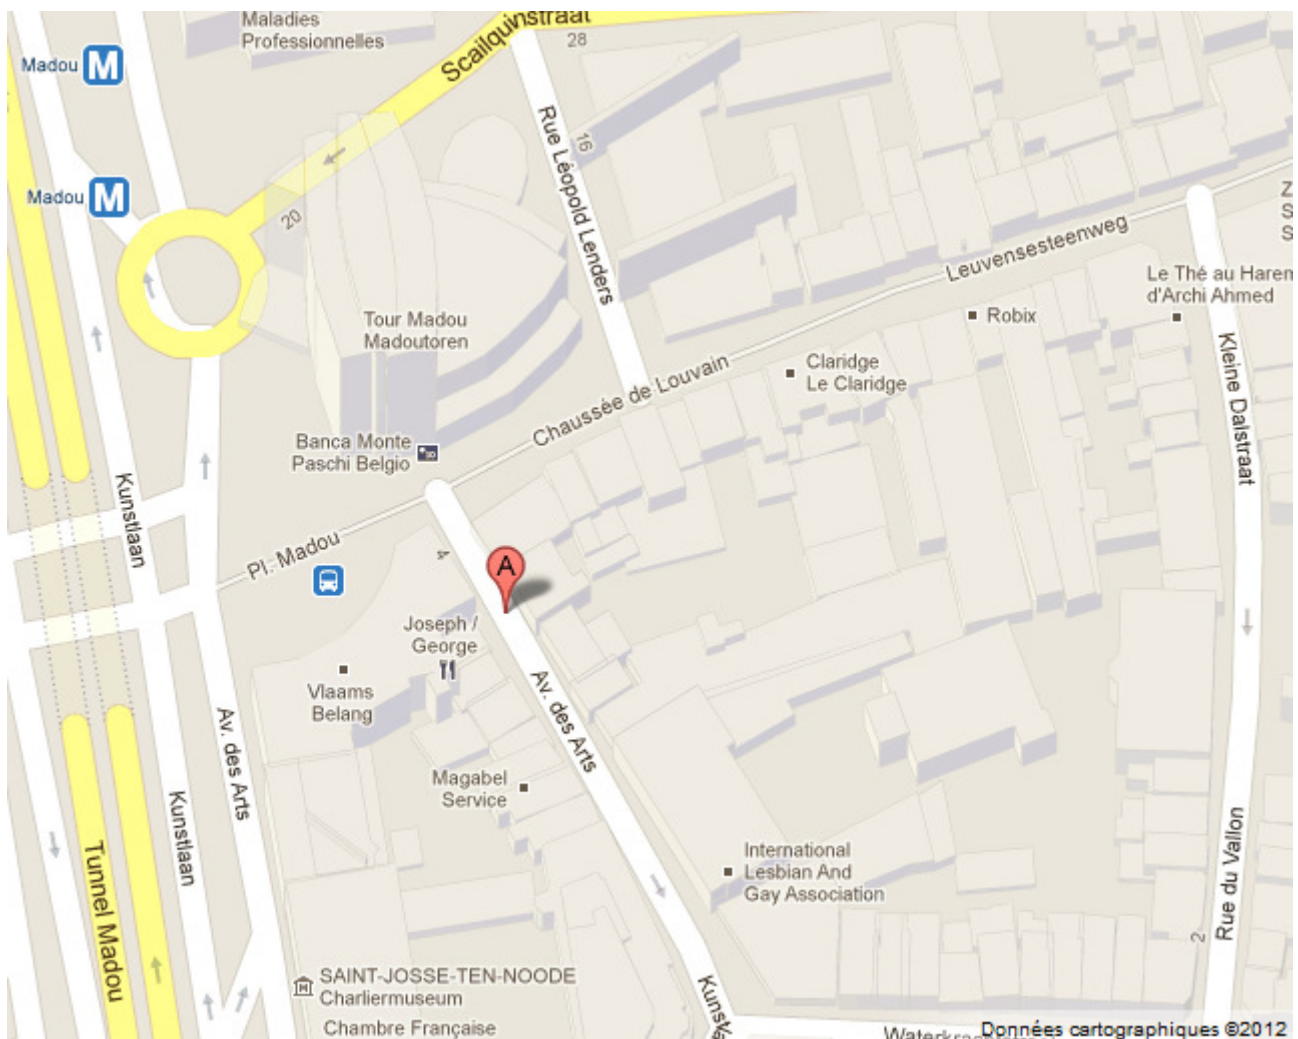 Maladies
Professionnelles
Scailquinstraat
28
Madou M
Rue Léopold Lenders
16
Madou M
20
Leuvensesteenweg
Z
S
S
Le Thé au Harem
d'Archi Ahmed
Robix
Tour Madou
Madoutoren
Claridge
Le Claridge
Kleine Dalstraat
Chaussée de Louvain
Banca Monte
Paschi Belgio
Kunstlaan
Pl. Madou
4
A
Joseph /
George
Vlaams
Belang
Av. des Arts
Av. des Arts
Magabel
Service
Kunstlaan
Tunnel Madou
International
Lesbian And
Gay Association
Rue du Vallon
2
SAINT-JOSSE-TEN-NOODE
Charliermuseum
Chambre Française
Données cartographiques ©2012